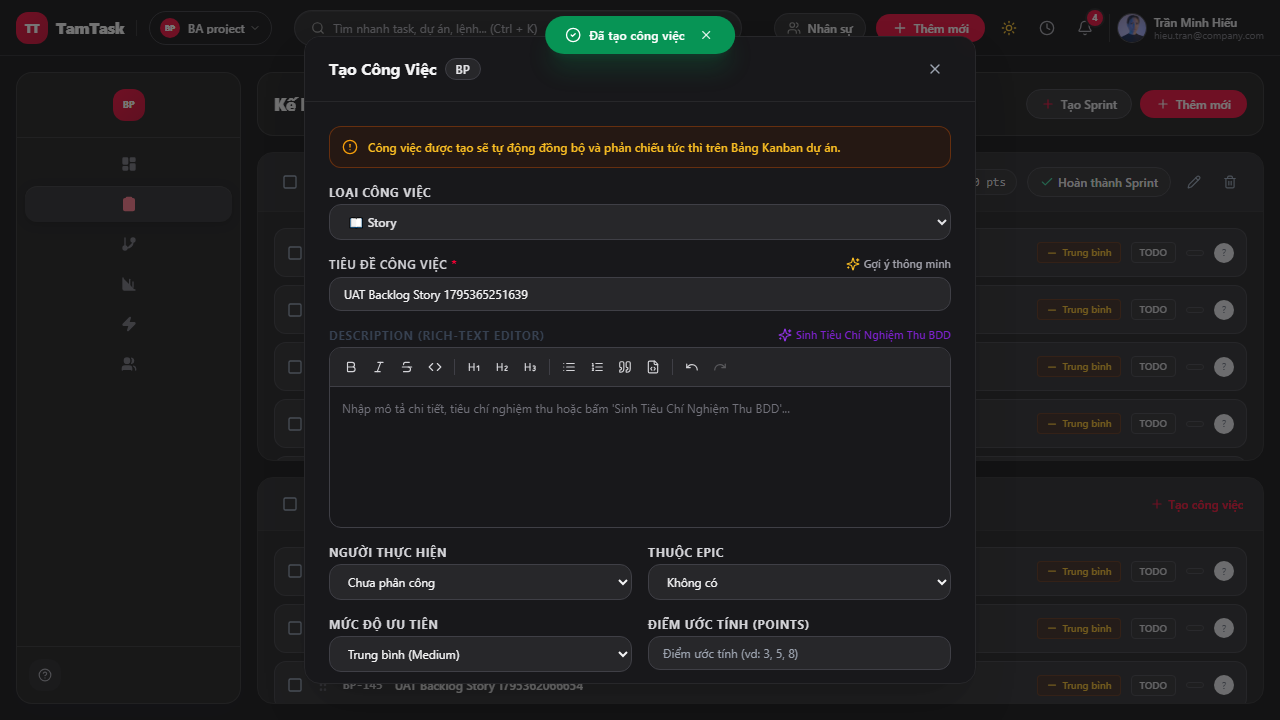 TT TamTask BP BA project Tìm nhanh task, dự án, lệnh... (Ctrl + K) Nhân sự Thêm mới 4 Trần Minh Hiếu
hieu.tran@company.com
Đã tạo công việc
BP
Tạo Công Việc BP
Tạo Sprint Thêm mới
Công việc được tạo sẽ tự động đồng bộ và phản chiếu tức thì trên Bảng Kanban dự án.
LOẠI CÔNG VIỆC
Story
pts Hoàn thành Sprint
TIÊU ĐỀ CÔNG VIỆC * Gợi ý thông minh
UAT Backlog Story 1795365251639
Trung bình TODO ?
Trung bình TODO ?
DESCRIPTION (RICH-TEXT EDITOR) Sinh Tiêu Chí Nghiệm Thu BDD
B I S H1 H2 H3
Nhập mô tả chi tiết, tiêu chí nghiệm thu hoặc bấm 'Sinh Tiêu Chí Nghiệm Thu BDD'...
Trung bình TODO ?
Trung bình TODO ?
Tạo công việc
NGƯỜI THỰC HIỆN THUỘC EPIC
Chưa phân công Không có
Trung bình TODO ?
MỨC ĐỘ ƯU TIÊN ĐIỂM ƯỚC TÍNH (POINTS)
Trung bình (Medium) Điểm ước tính (vd: 3, 5, 8)
Trung bình TODO ?
BP-145 UAT Backlog Story 1795362066654 Trung bình TODO ?